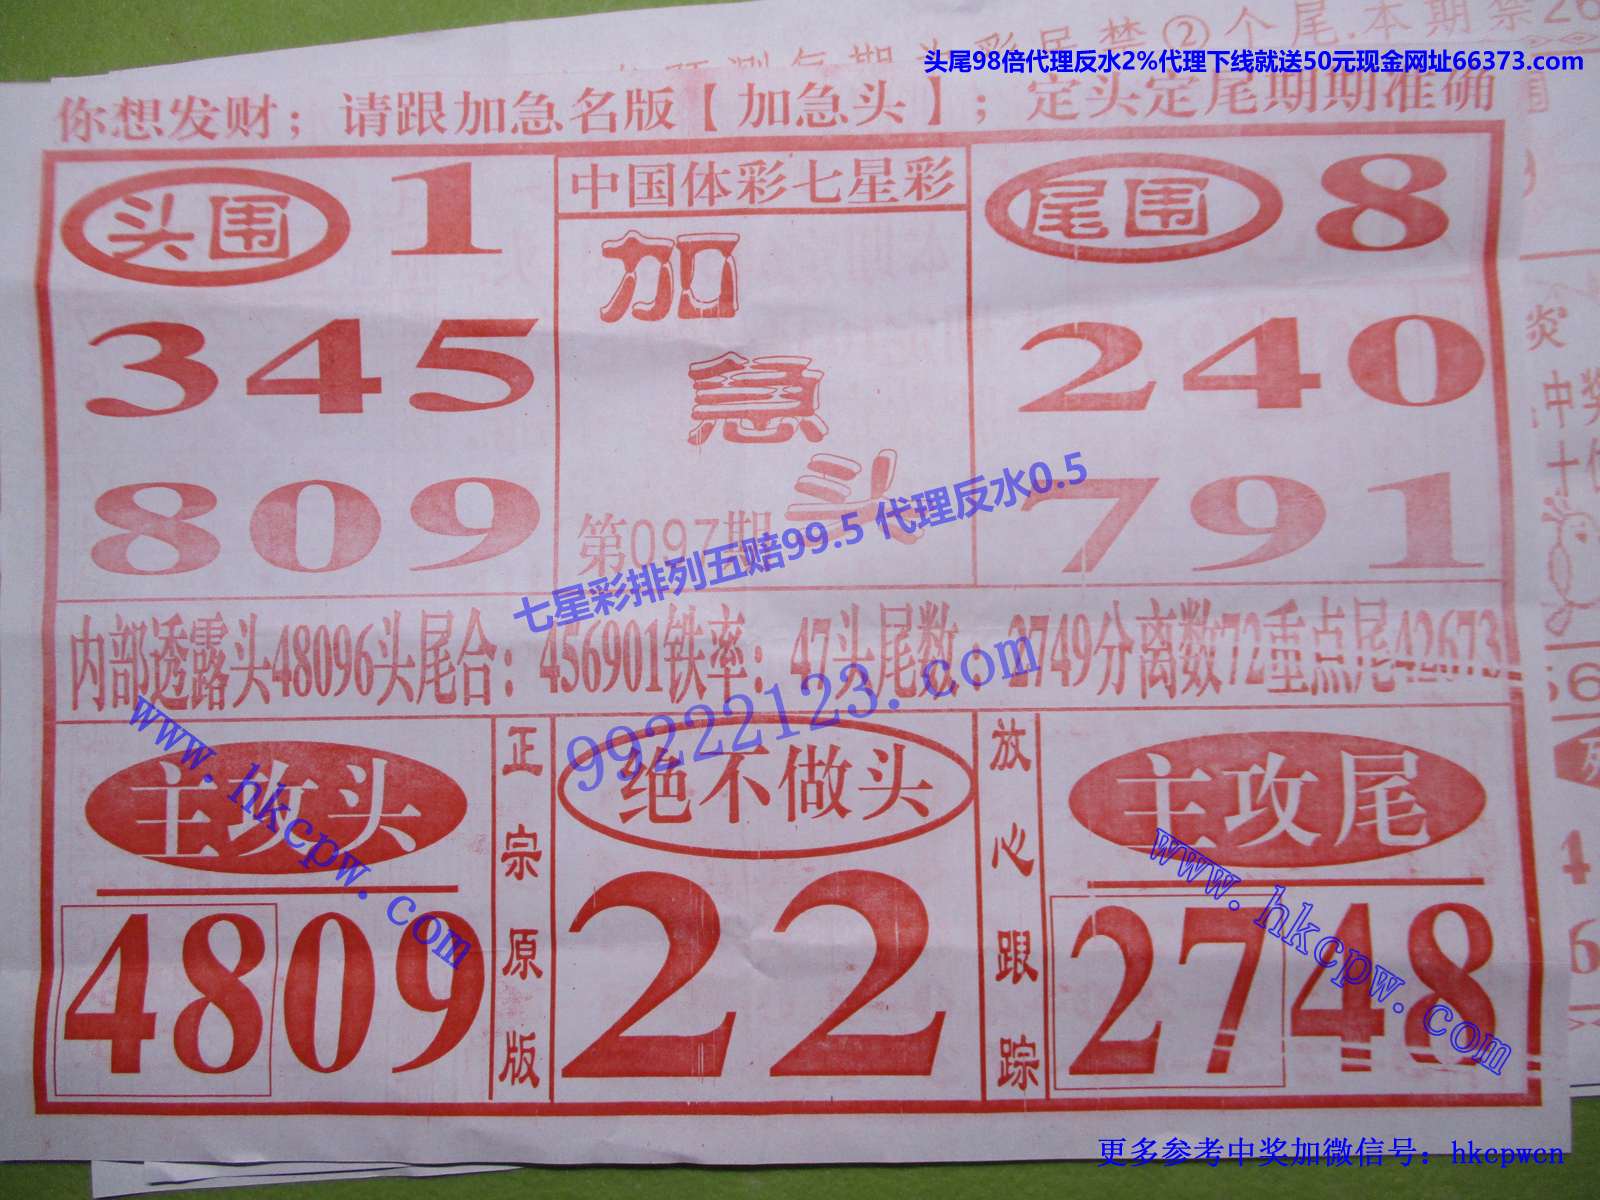 个尾.本期禁26
头尾98倍代理反水2%代理下线就送50元现金网址66373.com
你想发财；请跟加急名版【加急头】；定头定尾期期准确
头围 1
345
809
中国体彩七星彩
加急头
第097期
尾围 8
240
791
七星彩排列五赔99.5 代理反水0.5
内部透露头48096头尾合：456901铁率：47头尾数：2749分离数72重点尾42673
99222123.com
主攻头
4809
www.hkcpw.com
正宗原版
绝不做头
22
放心跟踪
主攻尾
2748
www.hkcpw.com
更多参考中奖加微信号：hkcpwcn